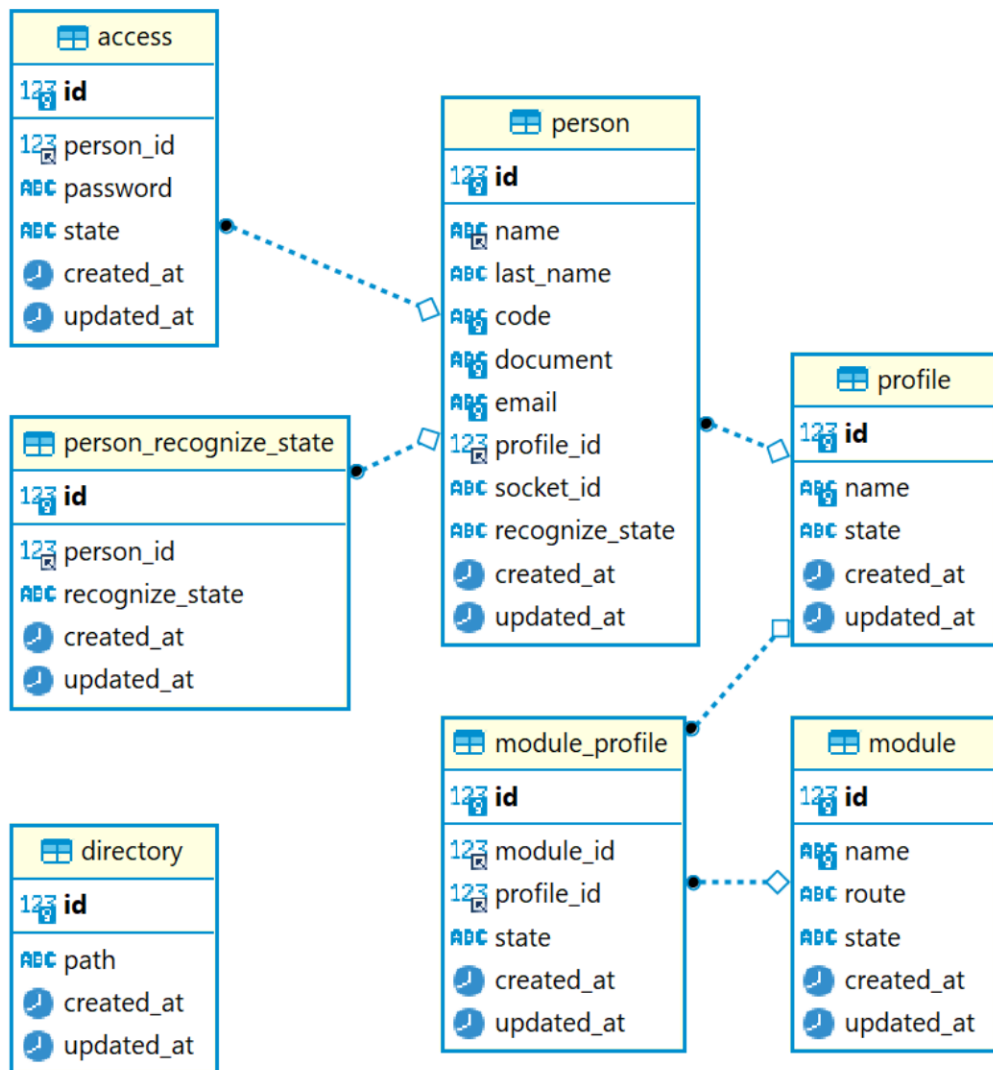 access
id
person_id
password
state
created_at
updated_at
person
id
name
last_name
code
document
email
profile_id
socket_id
recognize_state
created_at
updated_at
profile
id
name
state
created_at
updated_at
person_recognize_state
id
person_id
recognize_state
created_at
updated_at
module_profile
id
module_id
profile_id
state
created_at
updated_at
module
id
name
route
state
created_at
updated_at
directory
id
path
created_at
updated_at